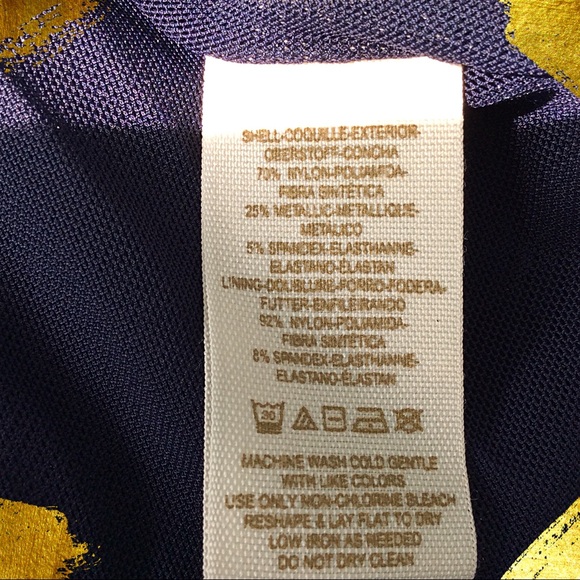 SHELL-COQUILLE-EXTERIOR-
OBERSTOFF-CONCHA
70% NYLON-POLIAMIDA-
FIBRA SINTÉTICA
25% METALLIC-METALLIQUE-
METALICO
5% SPANDEX-ELASTHANNE-
ELASTANO-ÉLASTAN
LINING-DOUBLURE-FORRO-FODERA-
FUTTER-ENFILEIRANDO
92% NYLON-POLIAMIDA-
FIBRA SINTÉTICA
8% SPANDEX-ELASTHANNE-
ELASTANO-ÉLASTAN
30
MACHINE WASH COLD GENTLE
WITH LIKE COLORS
USE ONLY NON-CHLORINE BLEACH
RESHAPE & LAY FLAT TO DRY
LOW IRON AS NEEDED
DO NOT DRY CLEAN